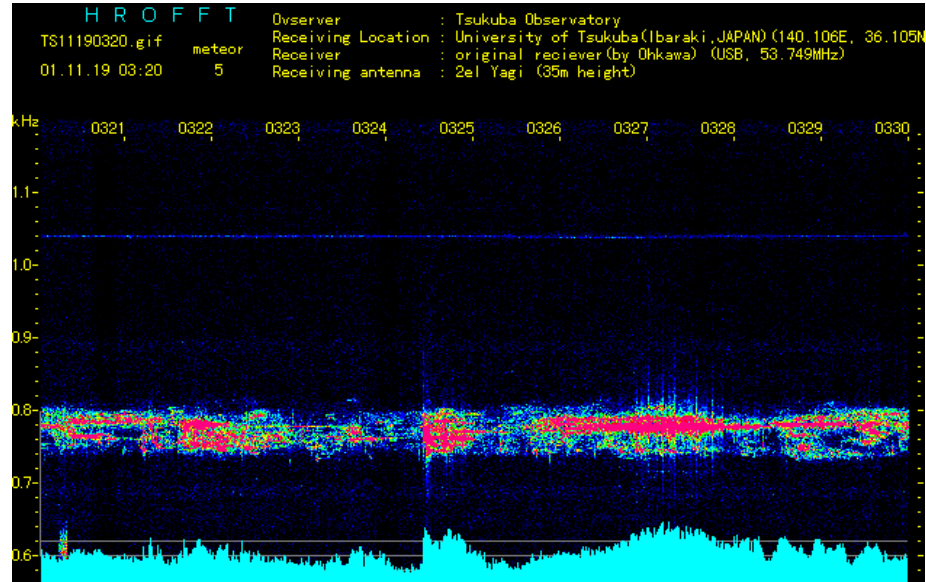 H R O F F T
TS11190320.gif
meteor
01.11.19 03:20
5
Ovserver : Tsukuba Observatory
Receiving Location : University of Tsukuba(Ibaraki,JAPAN)(140.106E, 36.105N
Receiver : original reciever(by Ohkawa) (USB, 53.749MHz)
Receiving antenna : 2el Yagi (35m height)
kHz 0321 0322 0323 0324 0325 0326 0327 0328 0329 0330
1.1
1.0
0.9
0.8
0.7
0.6